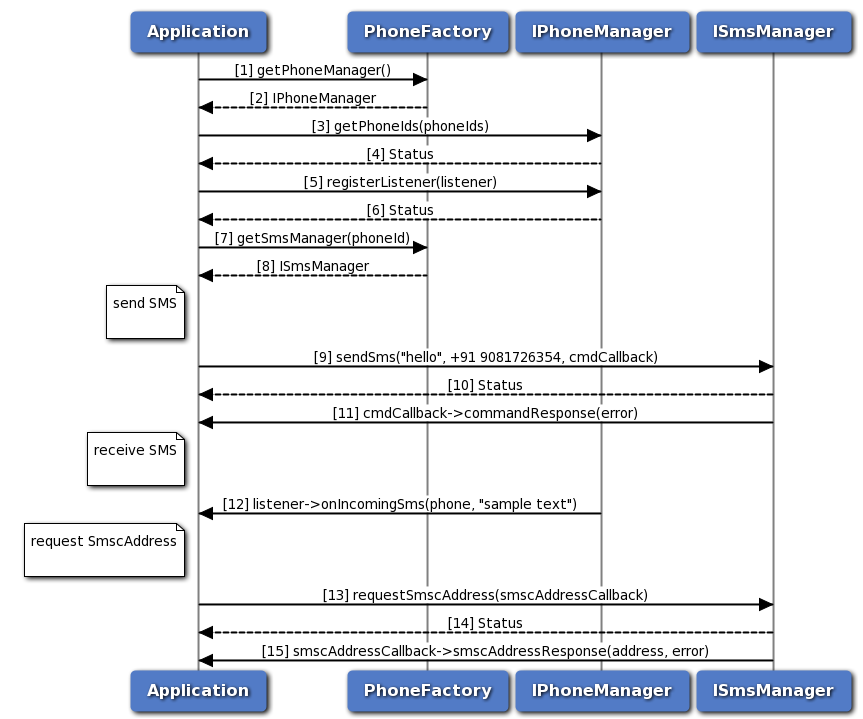 Application PhoneFactory IPhoneManager ISmsManager
[1] getPhoneManager()
[2] IPhoneManager
[3] getPhoneIds(phoneIds)
[4] Status
[5] registerListener(listener)
[6] Status
[7] getSmsManager(phoneId)
[8] ISmsManager
send SMS
[9] sendSms("hello", +91 9081726354, cmdCallback)
[10] Status
[11] cmdCallback->commandResponse(error)
receive SMS
[12] listener->onIncomingSms(phone, "sample text")
request SmscAddress
[13] requestSmscAddress(smscAddressCallback)
[14] Status
[15] smscAddressCallback->smscAddressResponse(address, error)
Application PhoneFactory IPhoneManager ISmsManager